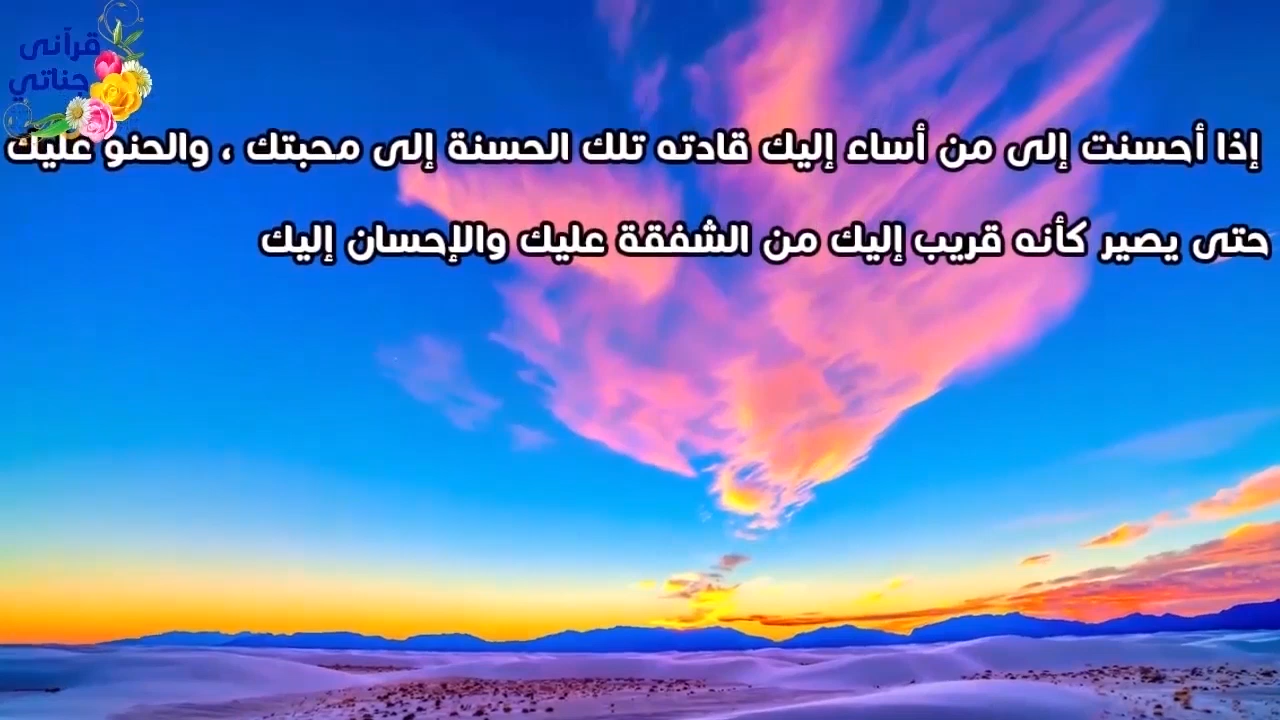 قرآنى
جناتي
إذا أحسنت إلى من أساء إليك قادته تلك الحسنة إلى محبتك ، والحنو عليك
حتى يصير كأنه قريب إليك من الشفقة عليك والإحسان إليك